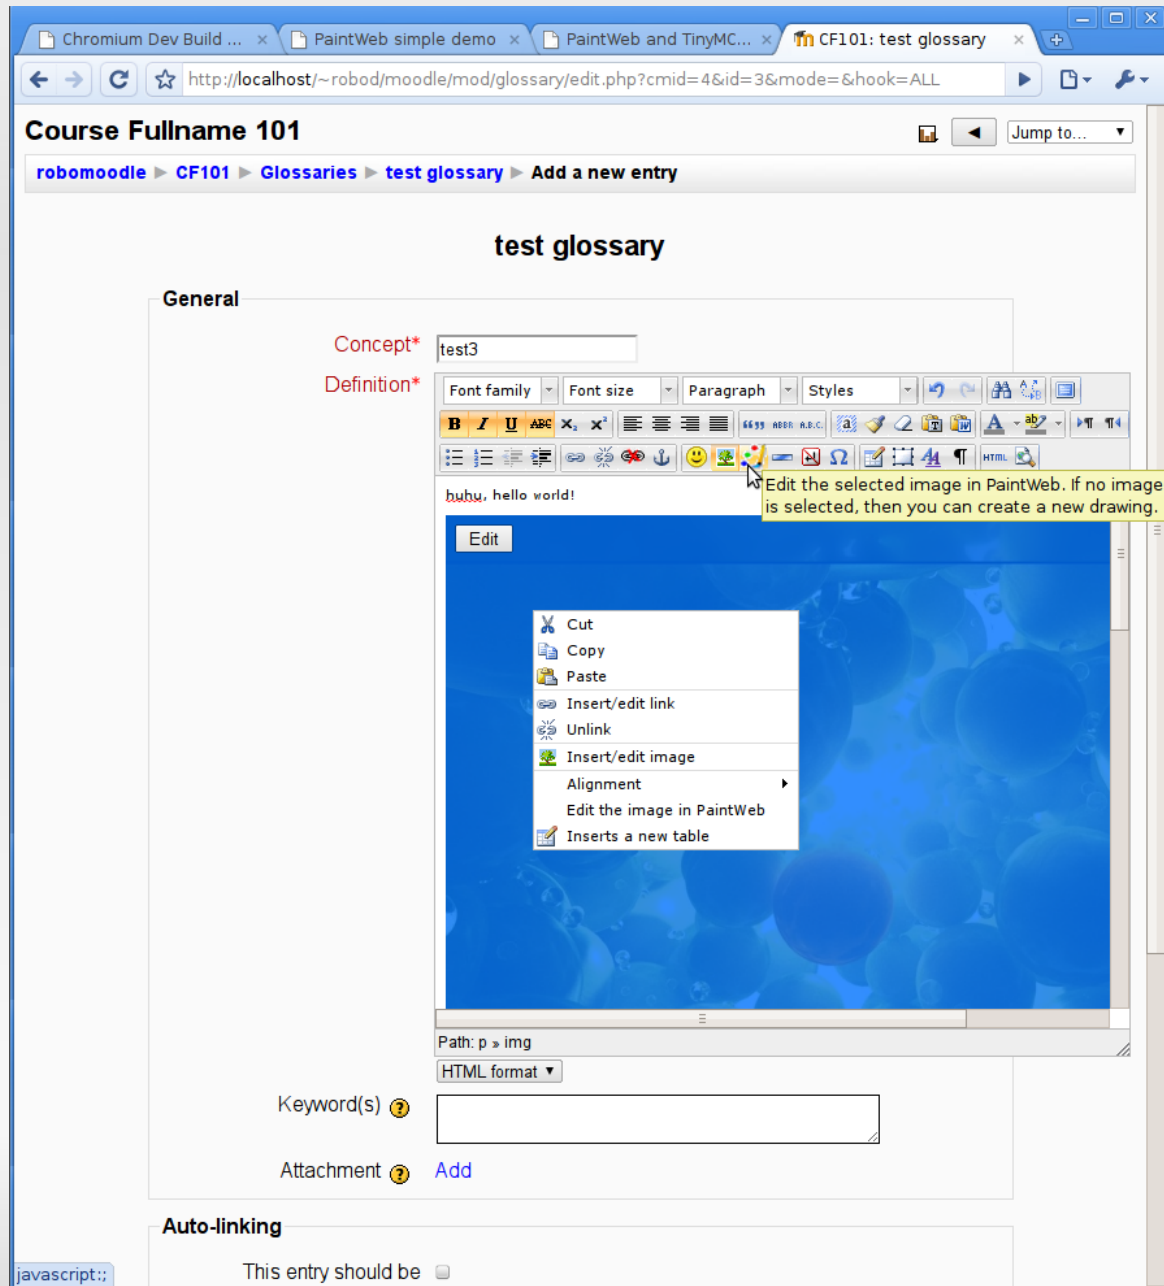 Chromium Dev Build ...
PaintWeb simple demo
PaintWeb and TinyMC...
CF101: test glossary
http://localhost/~robod/moodle/mod/glossary/edit.php?cmid=4&id=3&mode=&hook=ALL
Course Fullname 101
Jump to...
robomoodle ► CF101 ► Glossaries ► test glossary ► Add a new entry
test glossary
General
Concept*
test3
Definition*
Font family
Font size
Paragraph
Styles
B I U ABC x₂ x²
ABBR A.B.C.
HTML
Edit the selected image in PaintWeb. If no image
is selected, then you can create a new drawing.
huhu, hello world!
Edit
Cut
Copy
Paste
Insert/edit link
Unlink
Insert/edit image
Alignment
Edit the image in PaintWeb
Inserts a new table
Path: p » img
HTML format
Keyword(s)
Attachment
Add
Auto-linking
This entry should be
javascript:;